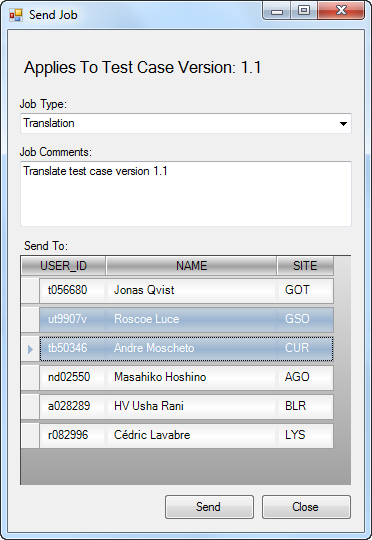 Send Job
Applies To Test Case Version: 1.1
Job Type:
Translation
Job Comments:
Translate test case version 1.1
Send To:
USER_ID NAME SITE
t056680 Jonas Qvist GOT
ut9907v Roscoe Luce GSO
tb50346 Andre Moscheto CUR
nd02550 Masahiko Hoshino AGO
a028289 HV Usha Rani BLR
r082996 Cédric Lavabre LYS
Send Close